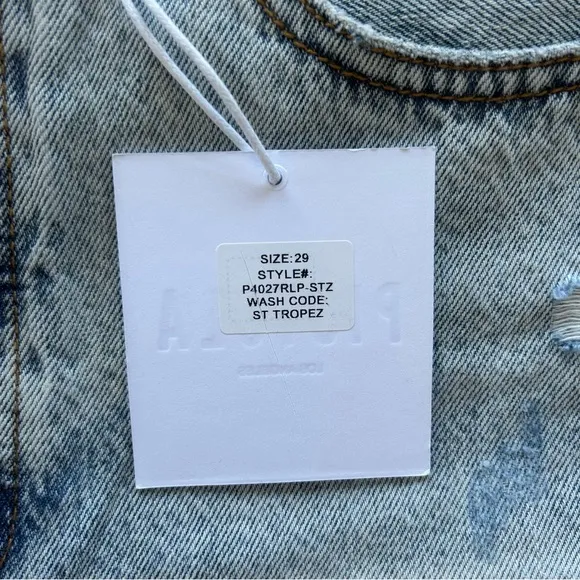 SIZE:29
STYLE#:
P4027RLP-STZ
WASH CODE:
ST TROPEZ